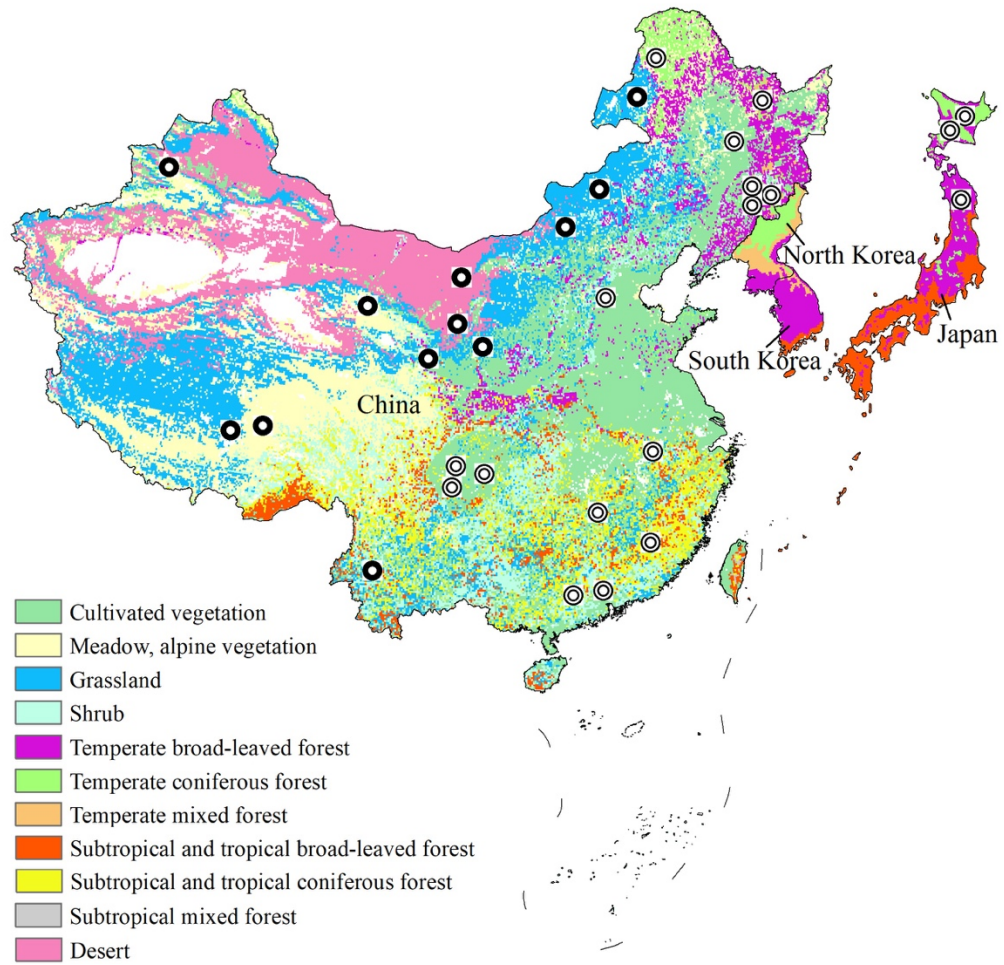 North Korea
Japan
South Korea
China
Cultivated vegetation
Meadow, alpine vegetation
Grassland
Shrub
Temperate broad-leaved forest
Temperate coniferous forest
Temperate mixed forest
Subtropical and tropical broad-leaved forest
Subtropical and tropical coniferous forest
Subtropical mixed forest
Desert